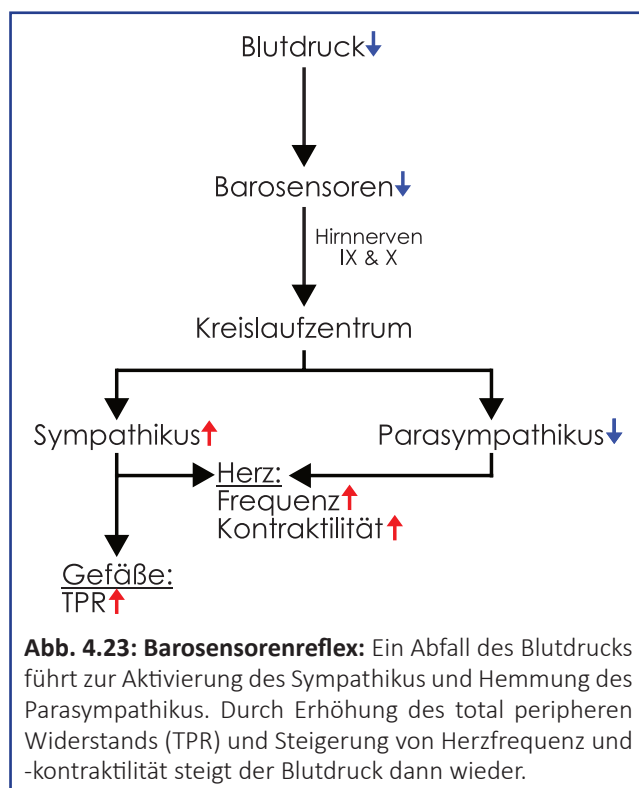 Blutdruck↓
Barosensoren↓
Hirnnerven
IX & X
Kreislaufzentrum
Sympathikus↑
Parasympathikus↓
Herz:
Frequenz↑
Kontraktilität↑
Gefäße:
TPR↑
Abb. 4.23: Barosensorenreflex: Ein Abfall des Blutdrucks
führt zur Aktivierung des Sympathikus und Hemmung des
Parasympathikus. Durch Erhöhung des total peripheren
Widerstands (TPR) und Steigerung von Herzfrequenz und
-kontraktilität steigt der Blutdruck dann wieder.